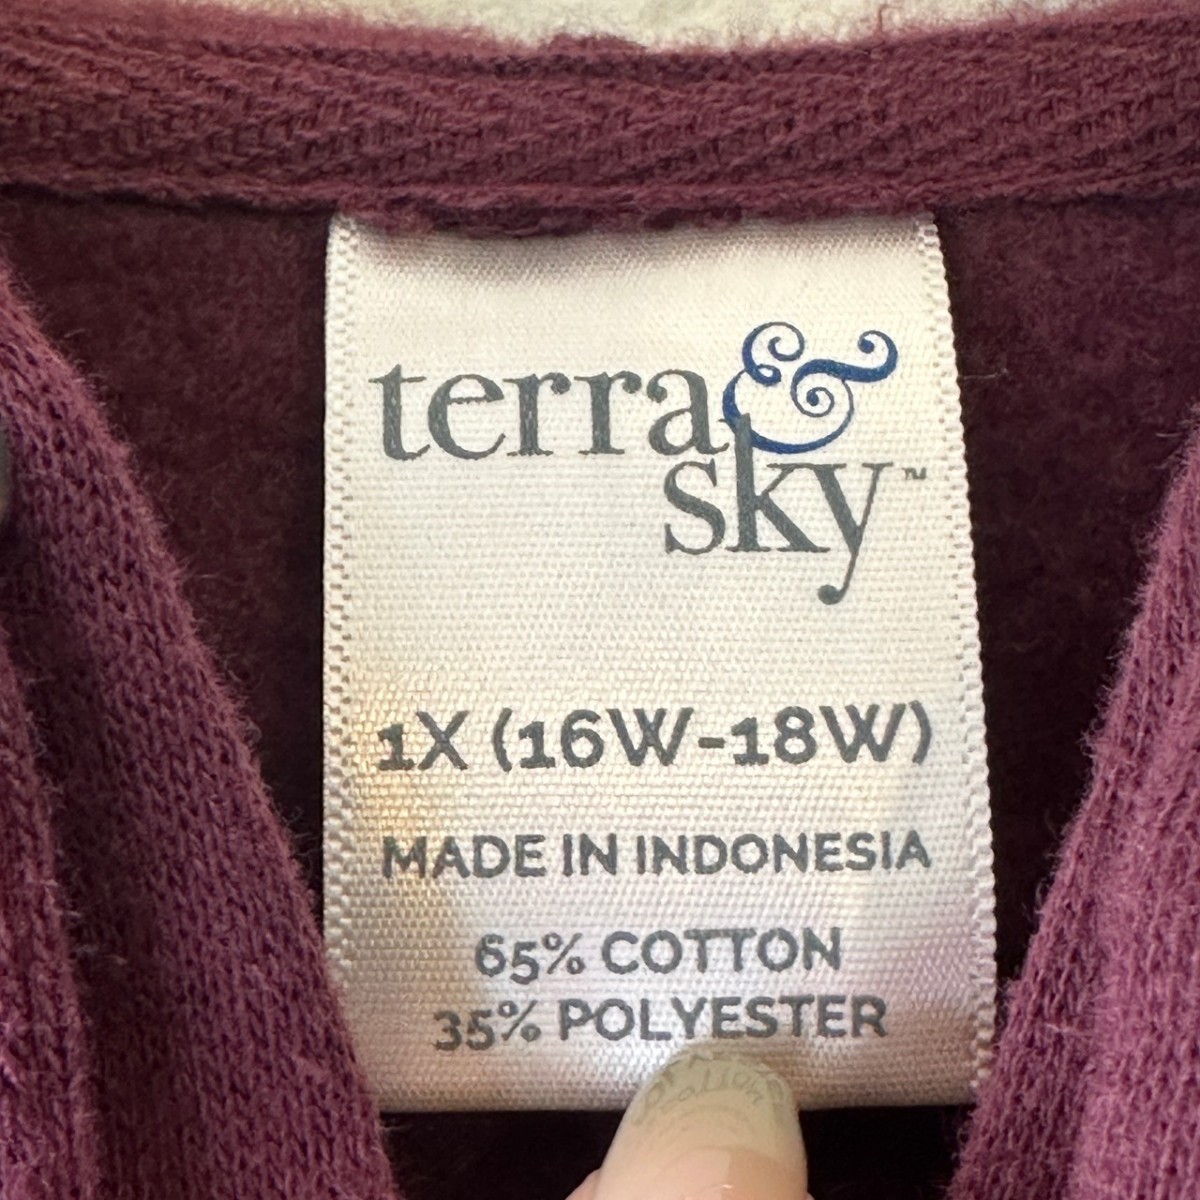 terra &
sky™
1X (16W-18W)
MADE IN INDONESIA
65% COTTON
35% POLYESTER